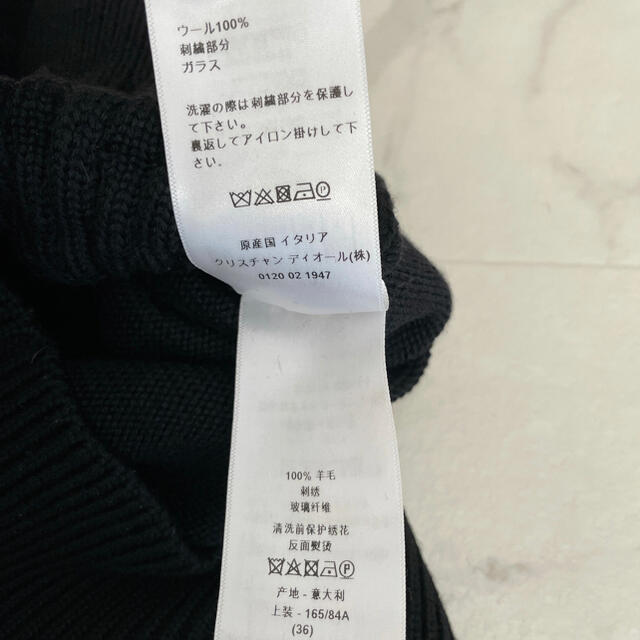 ウール100%
刺繍部分
ガラス
洗濯の際は刺繍部分を保護し
て下さい。
裏返してアイロン掛けして下
さい。
原産国 イタリア
クリスチャン ディオール(株)
0120 02 1947
100% 羊毛
刺绣
玻璃纤维
清洗前保护绣花
反面熨烫
产地 - 意大利
上装 - 165/84A
(36)